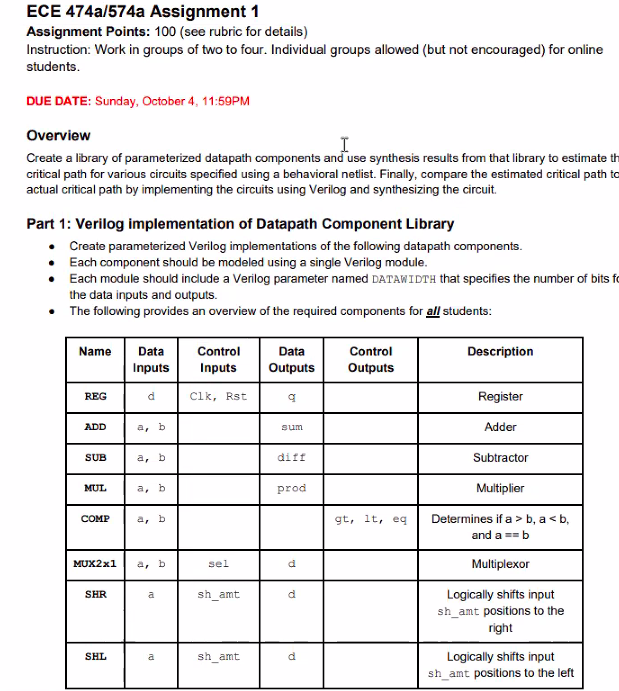 ECE 474a/574a Assignment 1
Assignment Points: 100 (see rubric for details)
Instruction: Work in groups of two to four. Individual groups allowed (but not encouraged) for online
students.
DUE DATE: Sunday, October 4, 11:59PM
Overview
Create a library of parameterized datapath components and use synthesis results from that library to estimate th
critical path for various circuits specified using a behavioral netlist. Finally, compare the estimated critical path to
actual critical path by implementing the circuits using Verilog and synthesizing the circuit.
Part 1: Verilog implementation of Datapath Component Library
• Create parameterized Verilog implementations of the following datapath components.
• Each component should be modeled using a single Verilog module.
• Each module should include a Verilog parameter named DATAWIDTH that specifies the number of bits fo
the data inputs and outputs.
• The following provides an overview of the required components for all students:
Name Data Control Data Control Description
Inputs Inputs Outputs Outputs
REG d Clk, Rst q Register
ADD a, b sum Adder
SUB a, b diff Subtractor
MUL a, b prod Multiplier
COMP a, b gt, lt, eq Determines if a > b, a < b,
and a == b
MUX2x1 a, b sel d Multiplexor
SHR a sh_amt d Logically shifts input
sh_amt positions to the
right
SHL a sh_amt d Logically shifts input
sh_amt positions to the left